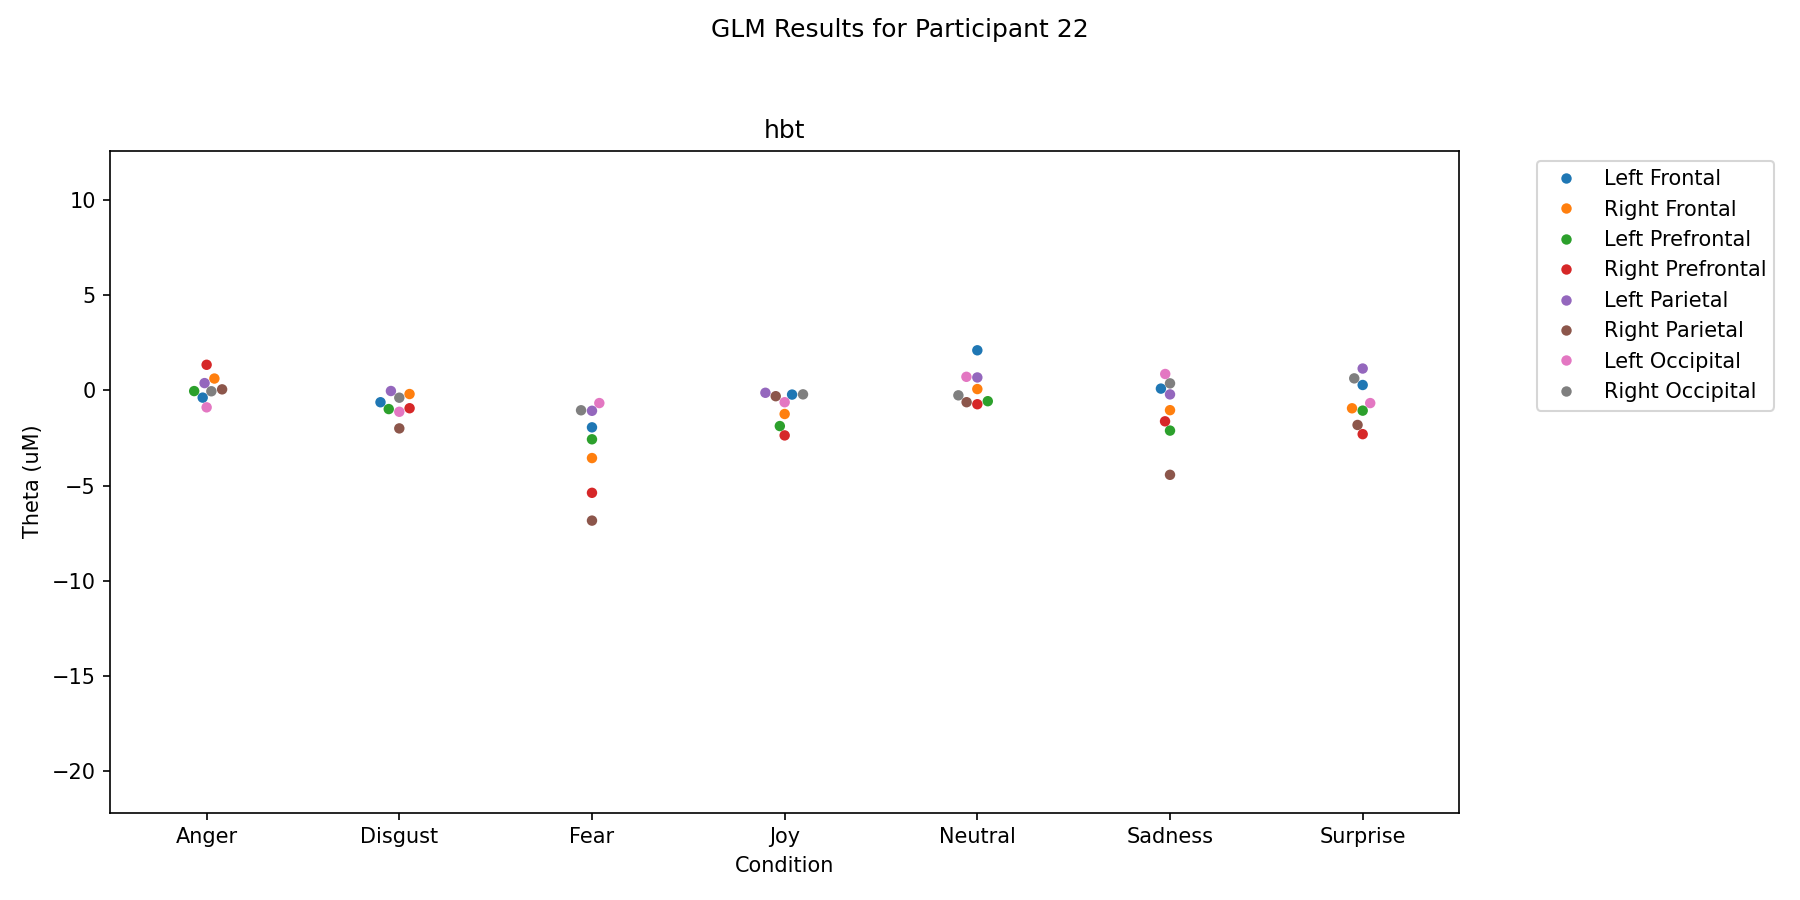 GLM Results for Participant 22
hbt
10
5
0
−5
−10
−15
−20
Theta (uM)
Anger Disgust Fear Joy Neutral Sadness Surprise
Condition
Left Frontal
Right Frontal
Left Prefrontal
Right Prefrontal
Left Parietal
Right Parietal
Left Occipital
Right Occipital